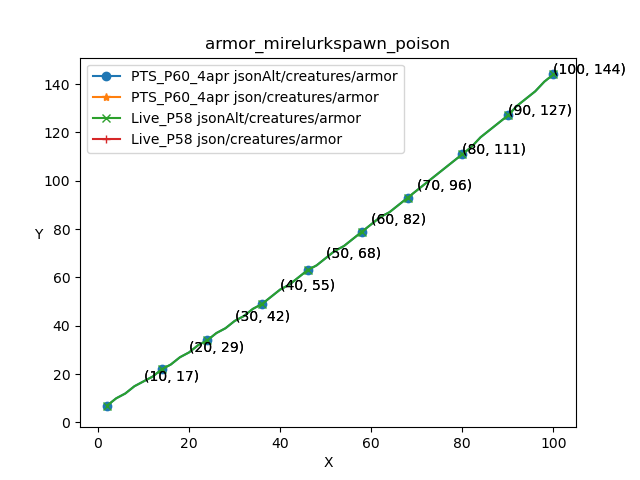 armor_mirelurkspawn_poison
PTS_P60_4apr jsonAlt/creatures/armor
PTS_P60_4apr json/creatures/armor
Live_P58 jsonAlt/creatures/armor
Live_P58 json/creatures/armor
(100, 144)
(90, 127)
(80, 111)
(70, 96)
(60, 82)
(50, 68)
(40, 55)
(30, 42)
(20, 29)
(10, 17)
140
120
100
80
60
40
20
0
Y
0 20 40 60 80 100
X